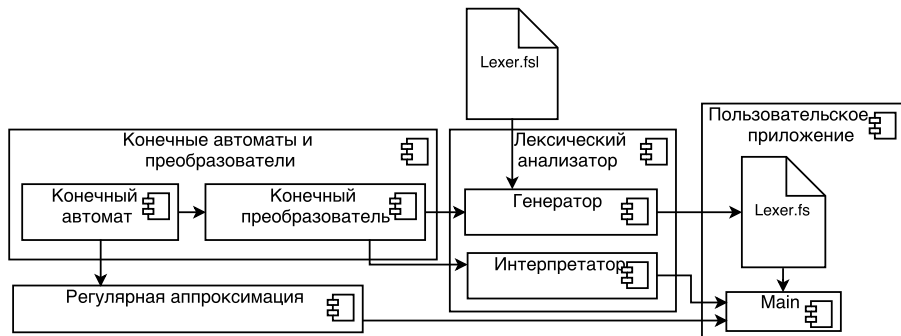 Lexer.fsl
Конечные автоматы и
преобразователи
Лексический
анализатор
Пользовательское
приложение
Конечный
автомат
Конечный
преобразователь
Генератор
Lexer.fs
Интерпретатор
Регулярная аппроксимация
Main